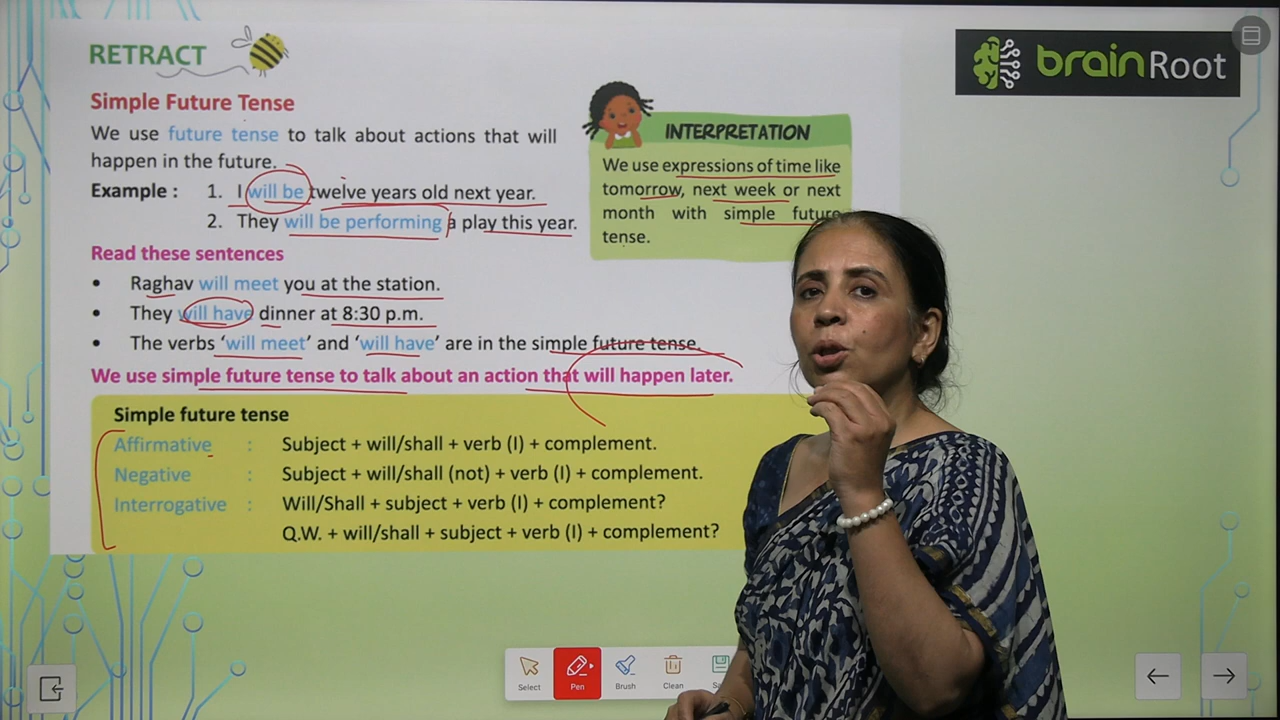 RETRACT
brainRoot
Simple Future Tense
We use future tense to talk about actions that will
happen in the future.
Example : 1. I will be twelve years old next year.
2. They will be performing a play this year.
INTERPRETATION
We use expressions of time like
tomorrow, next week or next
month with simple future
tense.
Read these sentences
• Raghav will meet you at the station.
• They will have dinner at 8:30 p.m.
• The verbs ‘will meet’ and ‘will have’ are in the simple future tense.
We use simple future tense to talk about an action that will happen later.
Simple future tense
Affirmative : Subject + will/shall + verb (I) + complement.
Negative : Subject + will/shall (not) + verb (I) + complement.
Interrogative : Will/Shall + subject + verb (I) + complement?
Q.W. + will/shall + subject + verb (I) + complement?
Select Pen Brush Clean